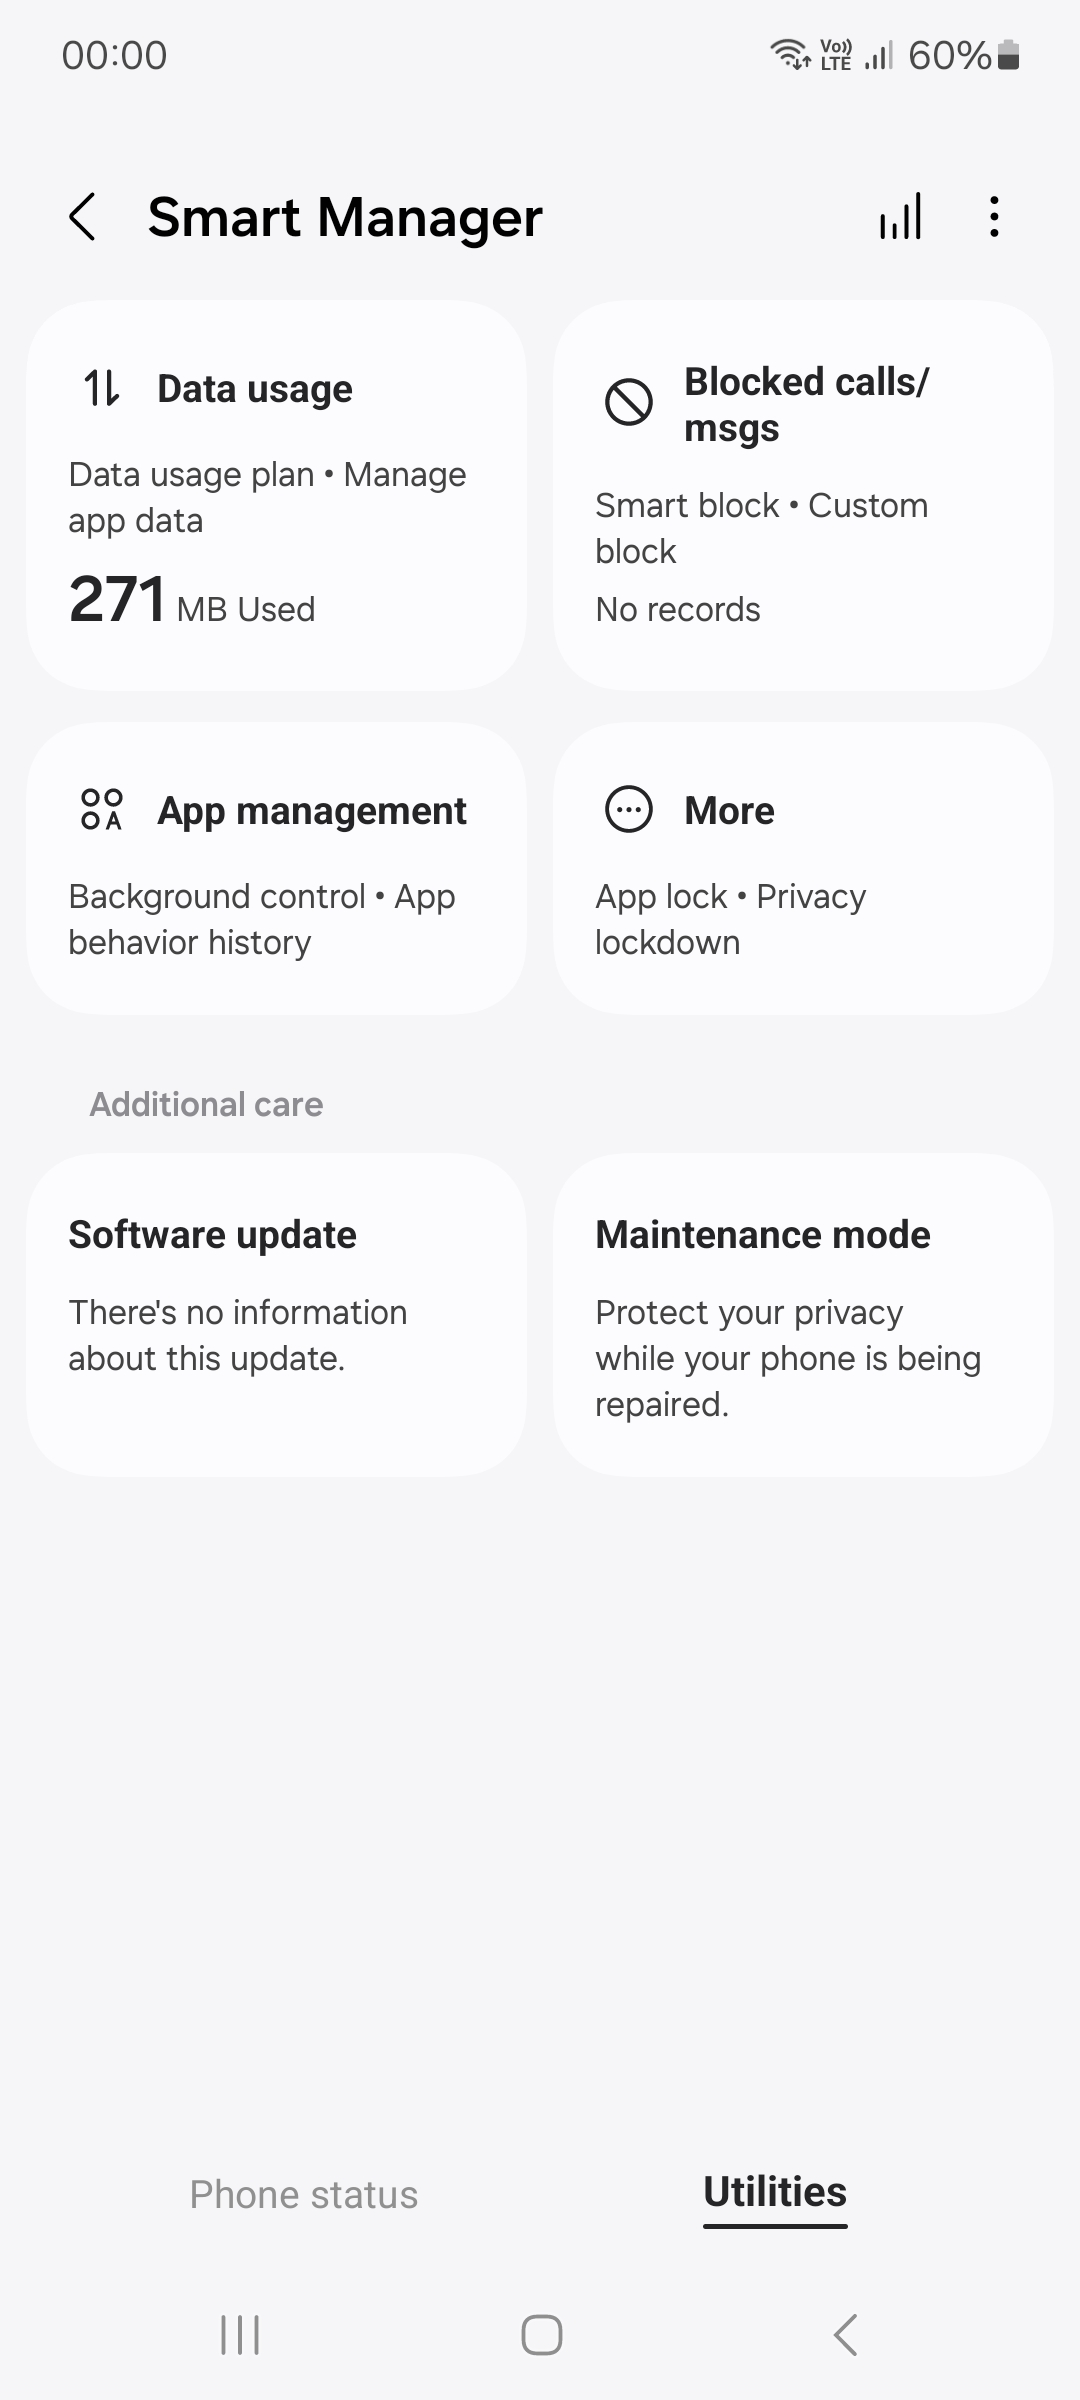 00:00
Vo)) LTE 60%
Smart Manager
Data usage
Data usage plan • Manage
app data
271 MB Used
Blocked calls/
msgs
Smart block • Custom
block
No records
App management
Background control • App
behavior history
More
App lock • Privacy
lockdown
Additional care
Software update
There's no information
about this update.
Maintenance mode
Protect your privacy
while your phone is being
repaired.
Phone status
Utilities